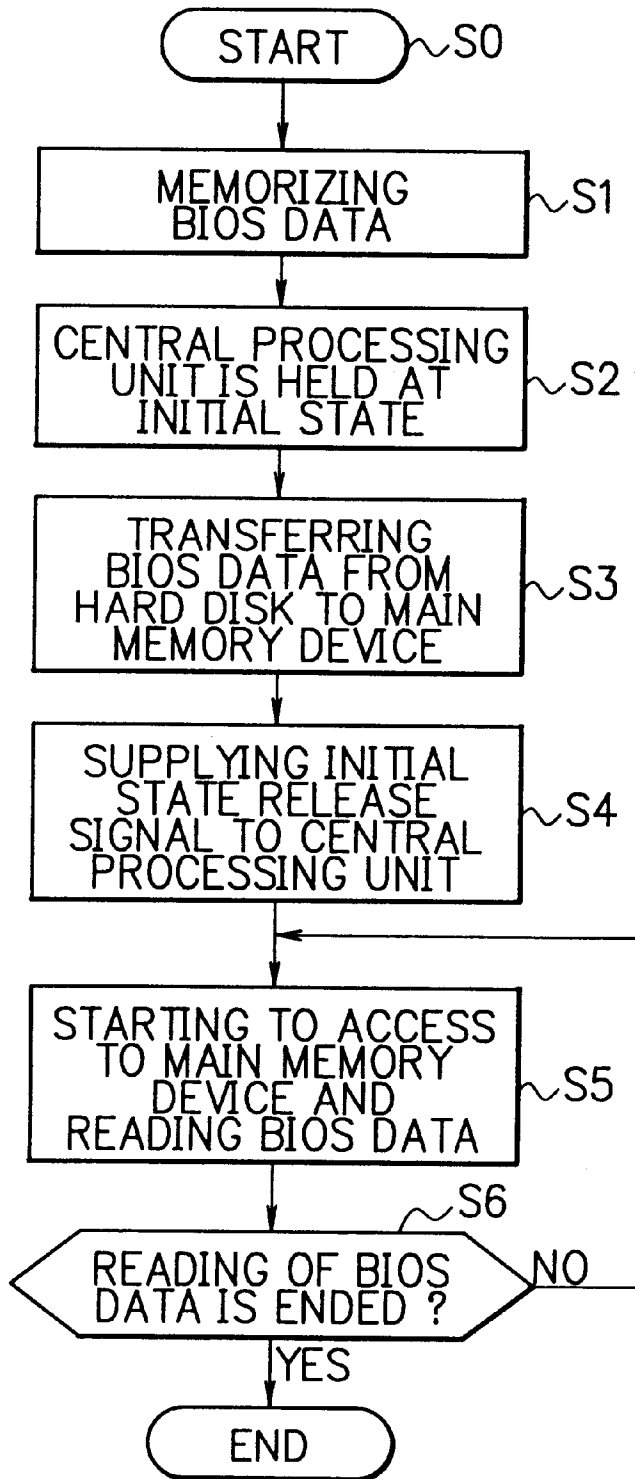 START
S0
MEMORIZING
BIOS DATA
S1
CENTRAL PROCESSING
UNIT IS HELD AT
INITIAL STATE
S2
TRANSFERRING
BIOS DATA FROM
HARD DISK TO MAIN
MEMORY DEVICE
S3
SUPPLYING INITIAL
STATE RELEASE
SIGNAL TO CENTRAL
PROCESSING UNIT
S4
STARTING TO ACCESS
TO MAIN MEMORY
DEVICE AND
READING BIOS DATA
S5
S6
READING OF BIOS
DATA IS ENDED ?
NO
YES
END